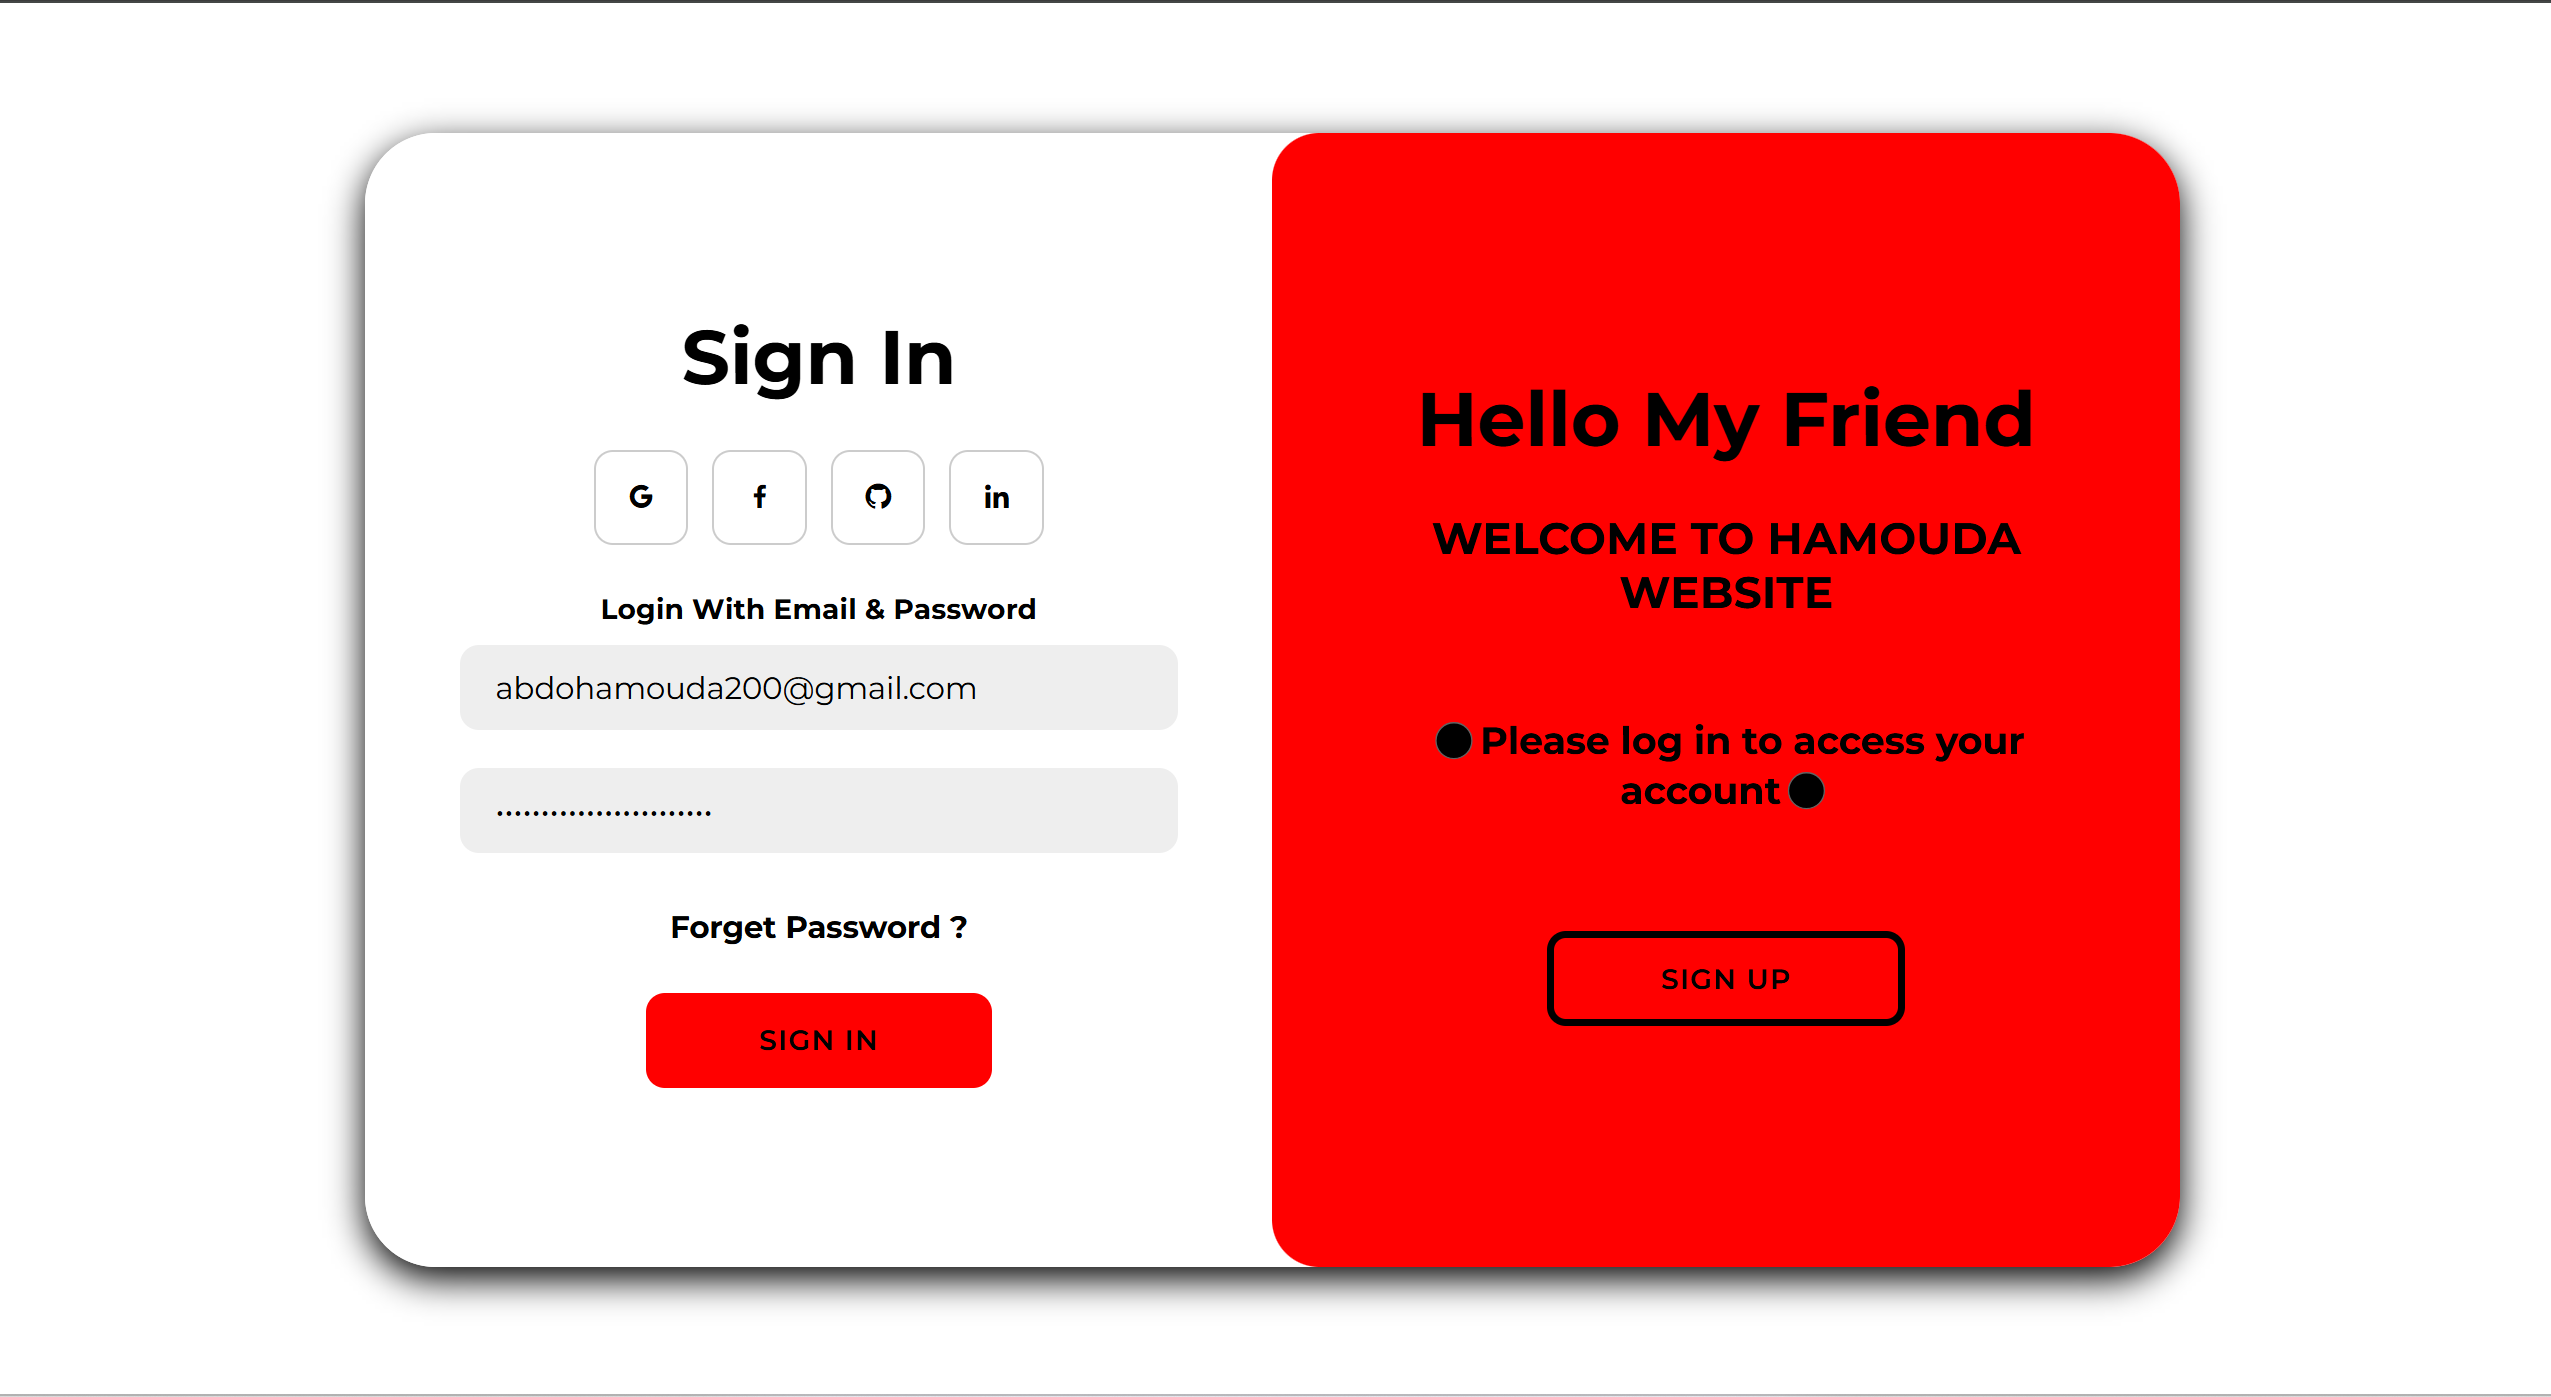 Sign In
G f in
Login With Email & Password
abdohamouda200@gmail.com
........................
Forget Password ?
SIGN IN
Hello My Friend
WELCOME TO HAMOUDA
WEBSITE
⚫ Please log in to access your
account ⚫
SIGN UP